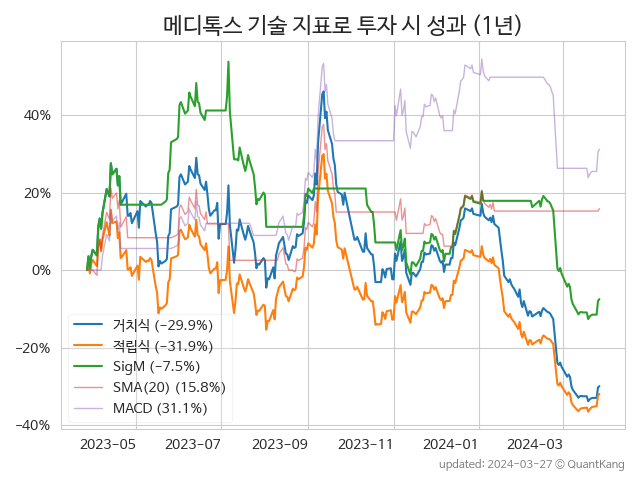 메디톡스 기술 지표로 투자 시 성과 (1년)
40%
20%
0%
−20%
−40%
거치식 (−29.9%)
적립식 (−31.9%)
SigM (−7.5%)
SMA(20) (15.8%)
MACD (31.1%)
2023-05
2023-07
2023-09
2023-11
2024-01
2024-03
updated: 2024-03-27 © QuantKang